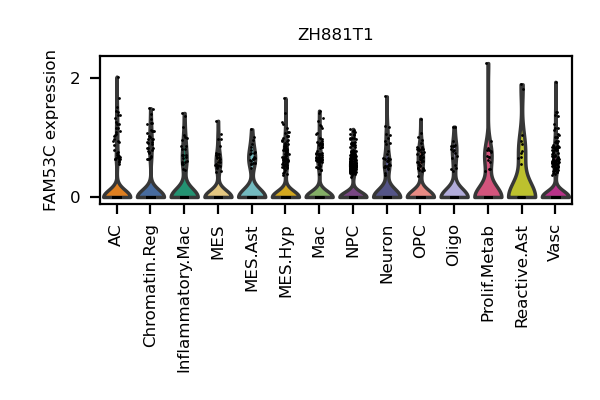 ZH881T1
FAM53C expression
2
0
AC
Chromatin.Reg
Inflammatory.Mac
MES
MES.Ast
MES.Hyp
Mac
NPC
Neuron
OPC
Oligo
Prolif.Metab
Reactive.Ast
Vasc